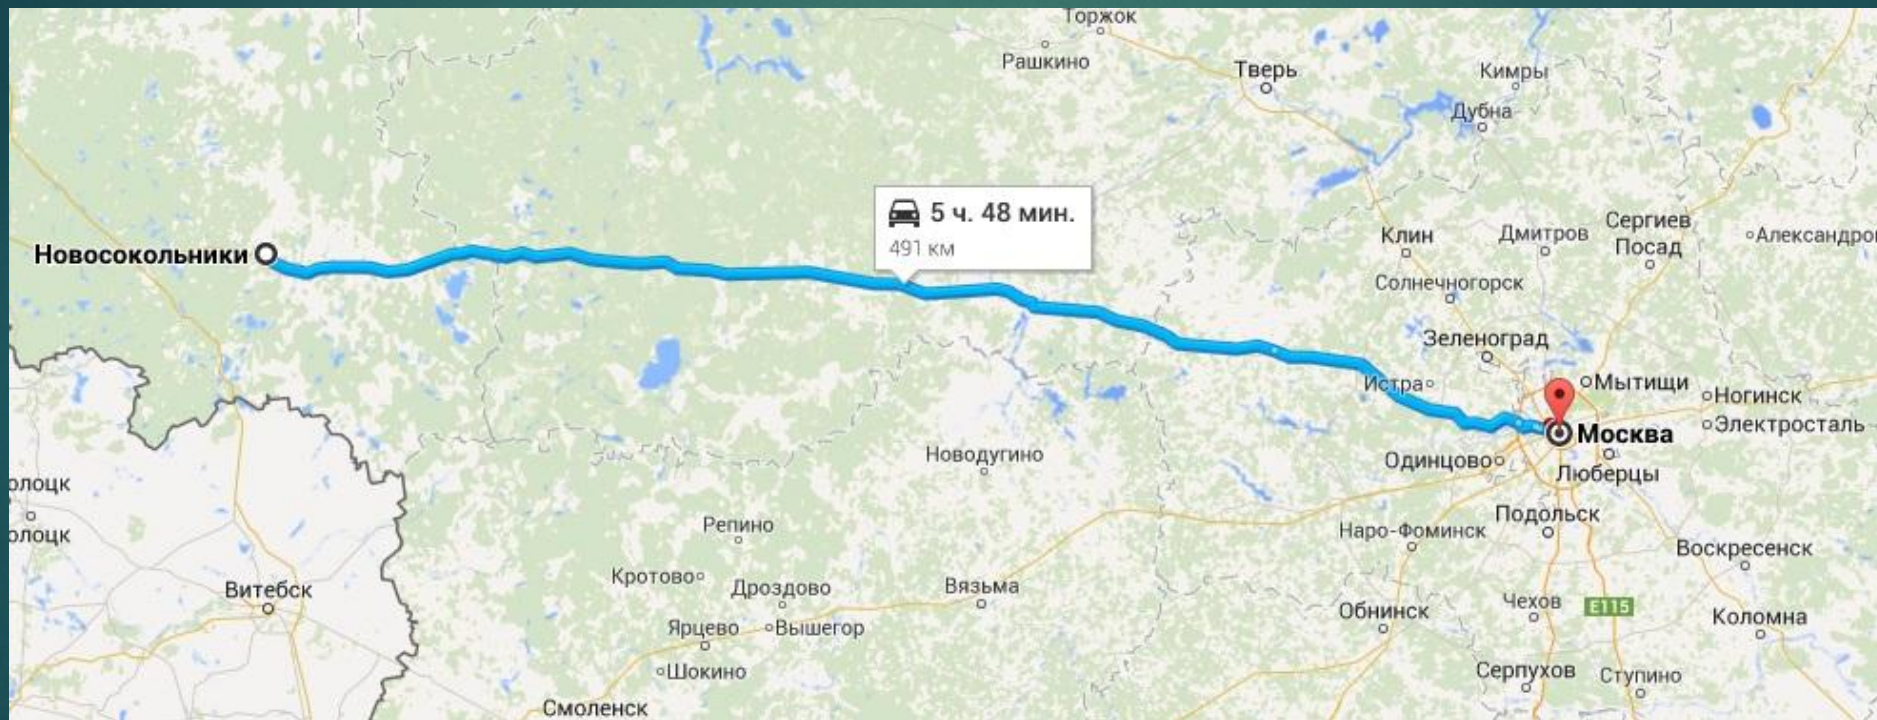 Торжок
Рашкино
Тверь
Кимры
Дубна
5 ч. 48 мин.
491 км
Новосокольники
Клин
Дмитров
Сергиев
Посад
Солнечногорск
Зеленоград
Истра
Мытищи
Ногинск
Электросталь
Москва
Одинцово
Люберцы
Новодугино
Подольск
Наро-Фоминск
Воскресенск
Репино
Кротово
Дроздово
Вязьма
Витебск
Обнинск
Чехов
E115
Коломна
Ярцево
Вышегор
Шокино
Серпухов
Ступино
Смоленск